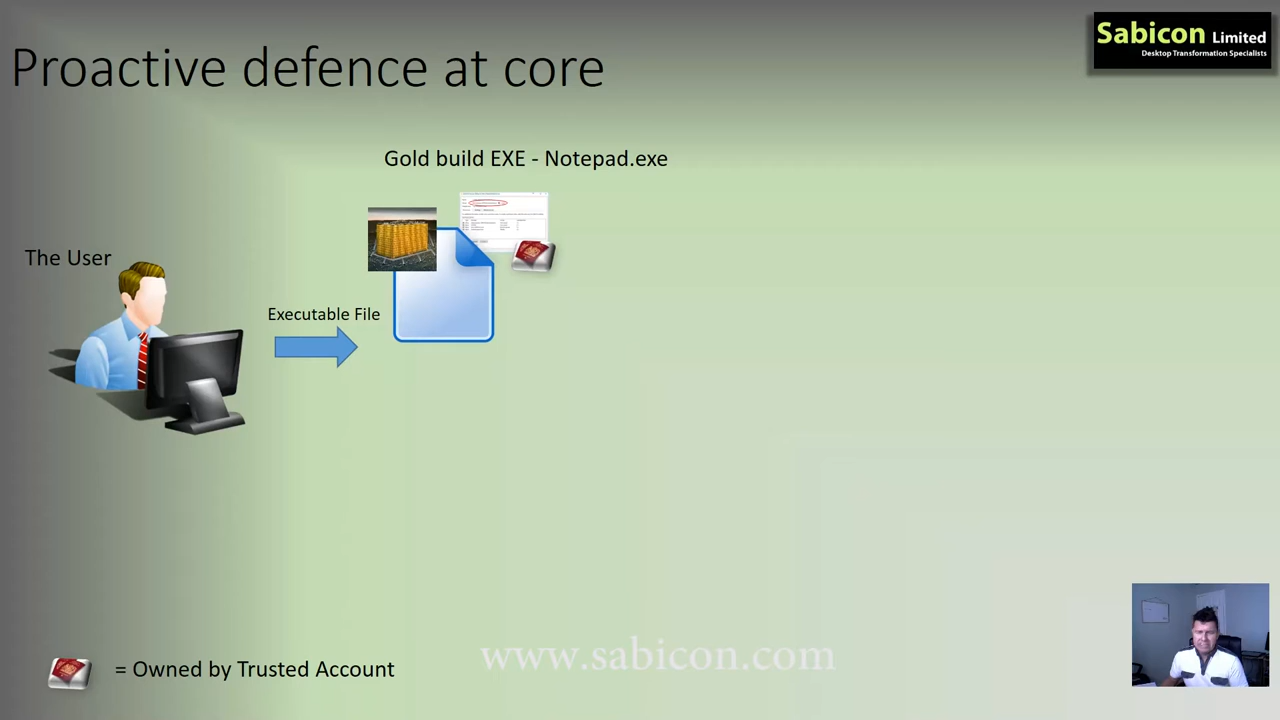 Proactive defence at core
Sabicon Limited
Desktop Transformation Specialists
Gold build EXE - Notepad.exe
The User
Executable File
= Owned by Trusted Account
www.sabicon.com